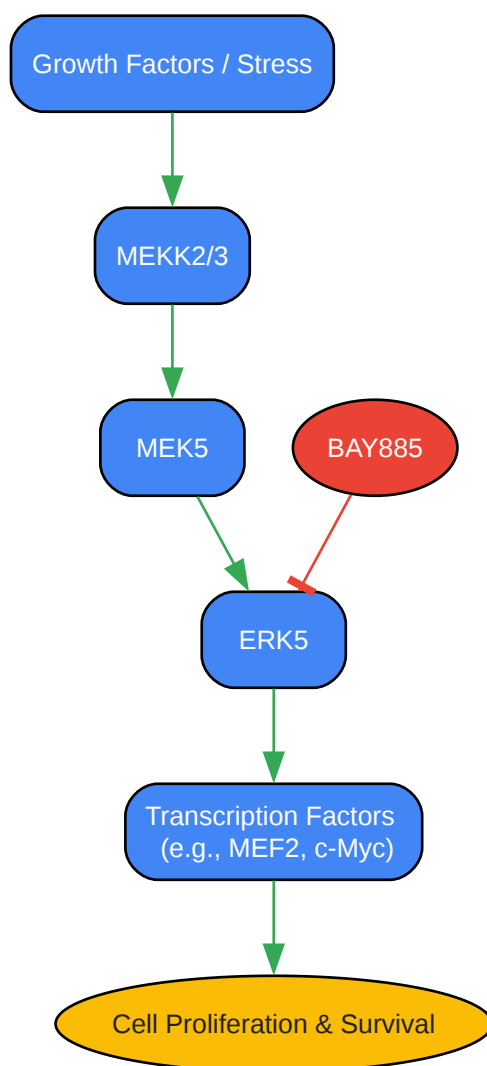 Growth Factors / Stress
MEKK2/3
MEK5
BAY885
ERK5
Transcription Factors
(e.g., MEF2, c-Myc)
Cell Proliferation & Survival